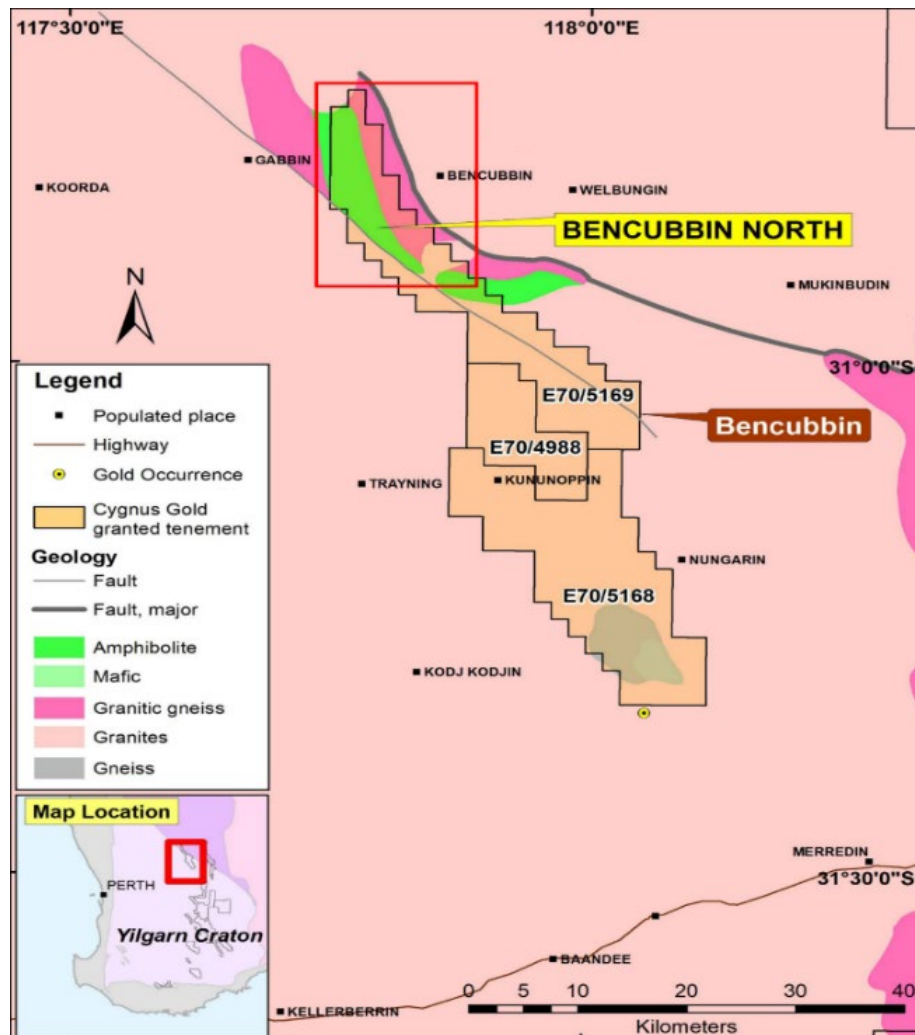 117°30'0"E
118°0'0"E
GABBIN
KOORDA
BENCUBBIN
WELBUNGIN
BENCUBBIN NORTH
N
MUKINBUDIN
31°0'0"S
E70/5169
Bencubbin
E70/4988
TRAYNING
KUNUNOPPIN
NUNGARIN
E70/5168
KODJ KODJIN
Legend
Populated place
Highway
Gold Occurrence
Cygnus Gold
granted tenement
Geology
Fault
Fault, major
Amphibolite
Mafic
Granitic gneiss
Granites
Gneiss
Map Location
PERTH
Yilgarn Craton
MERREDIN
31°30'0"S
BAANDEE
KELLERBERRIN
0 5 10 20 30 40
Kilometers